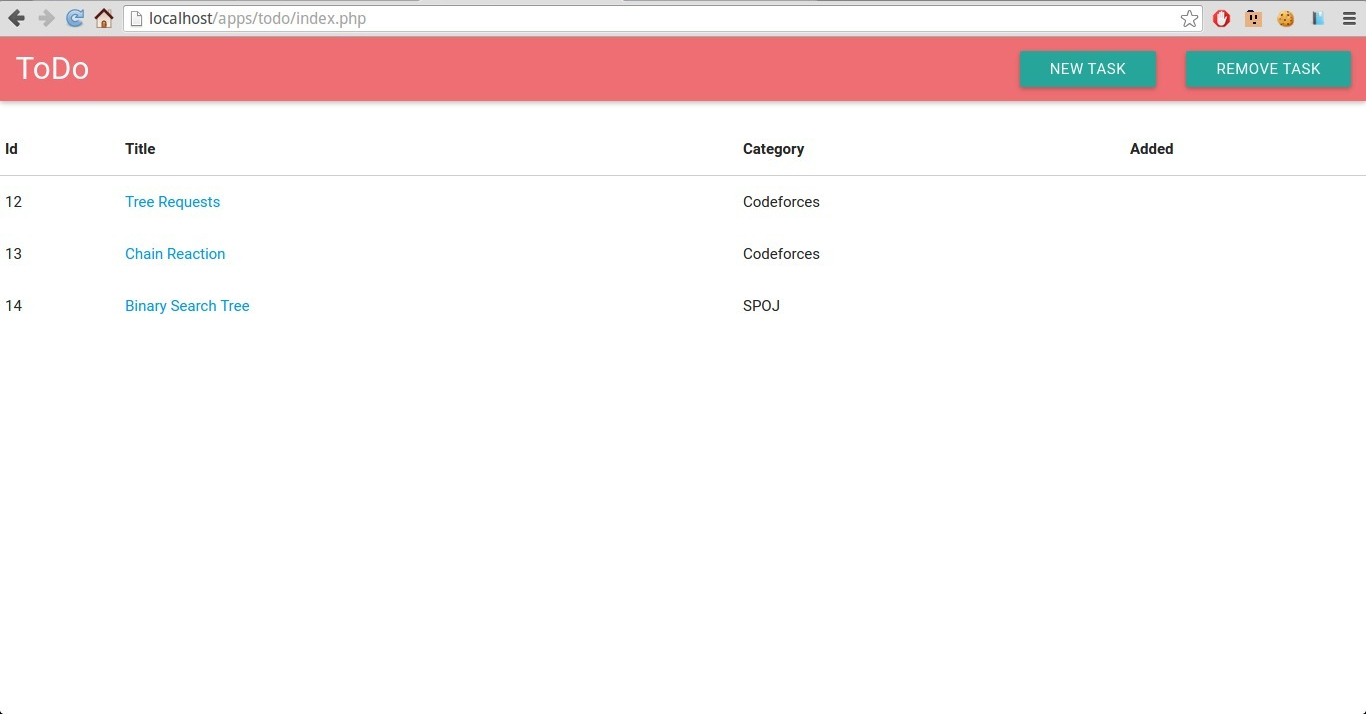 localhost/apps/todo/index.php
ToDo NEW TASK REMOVE TASK
Id Title Category Added
12 Tree Requests Codeforces
13 Chain Reaction Codeforces
14 Binary Search Tree SPOJ